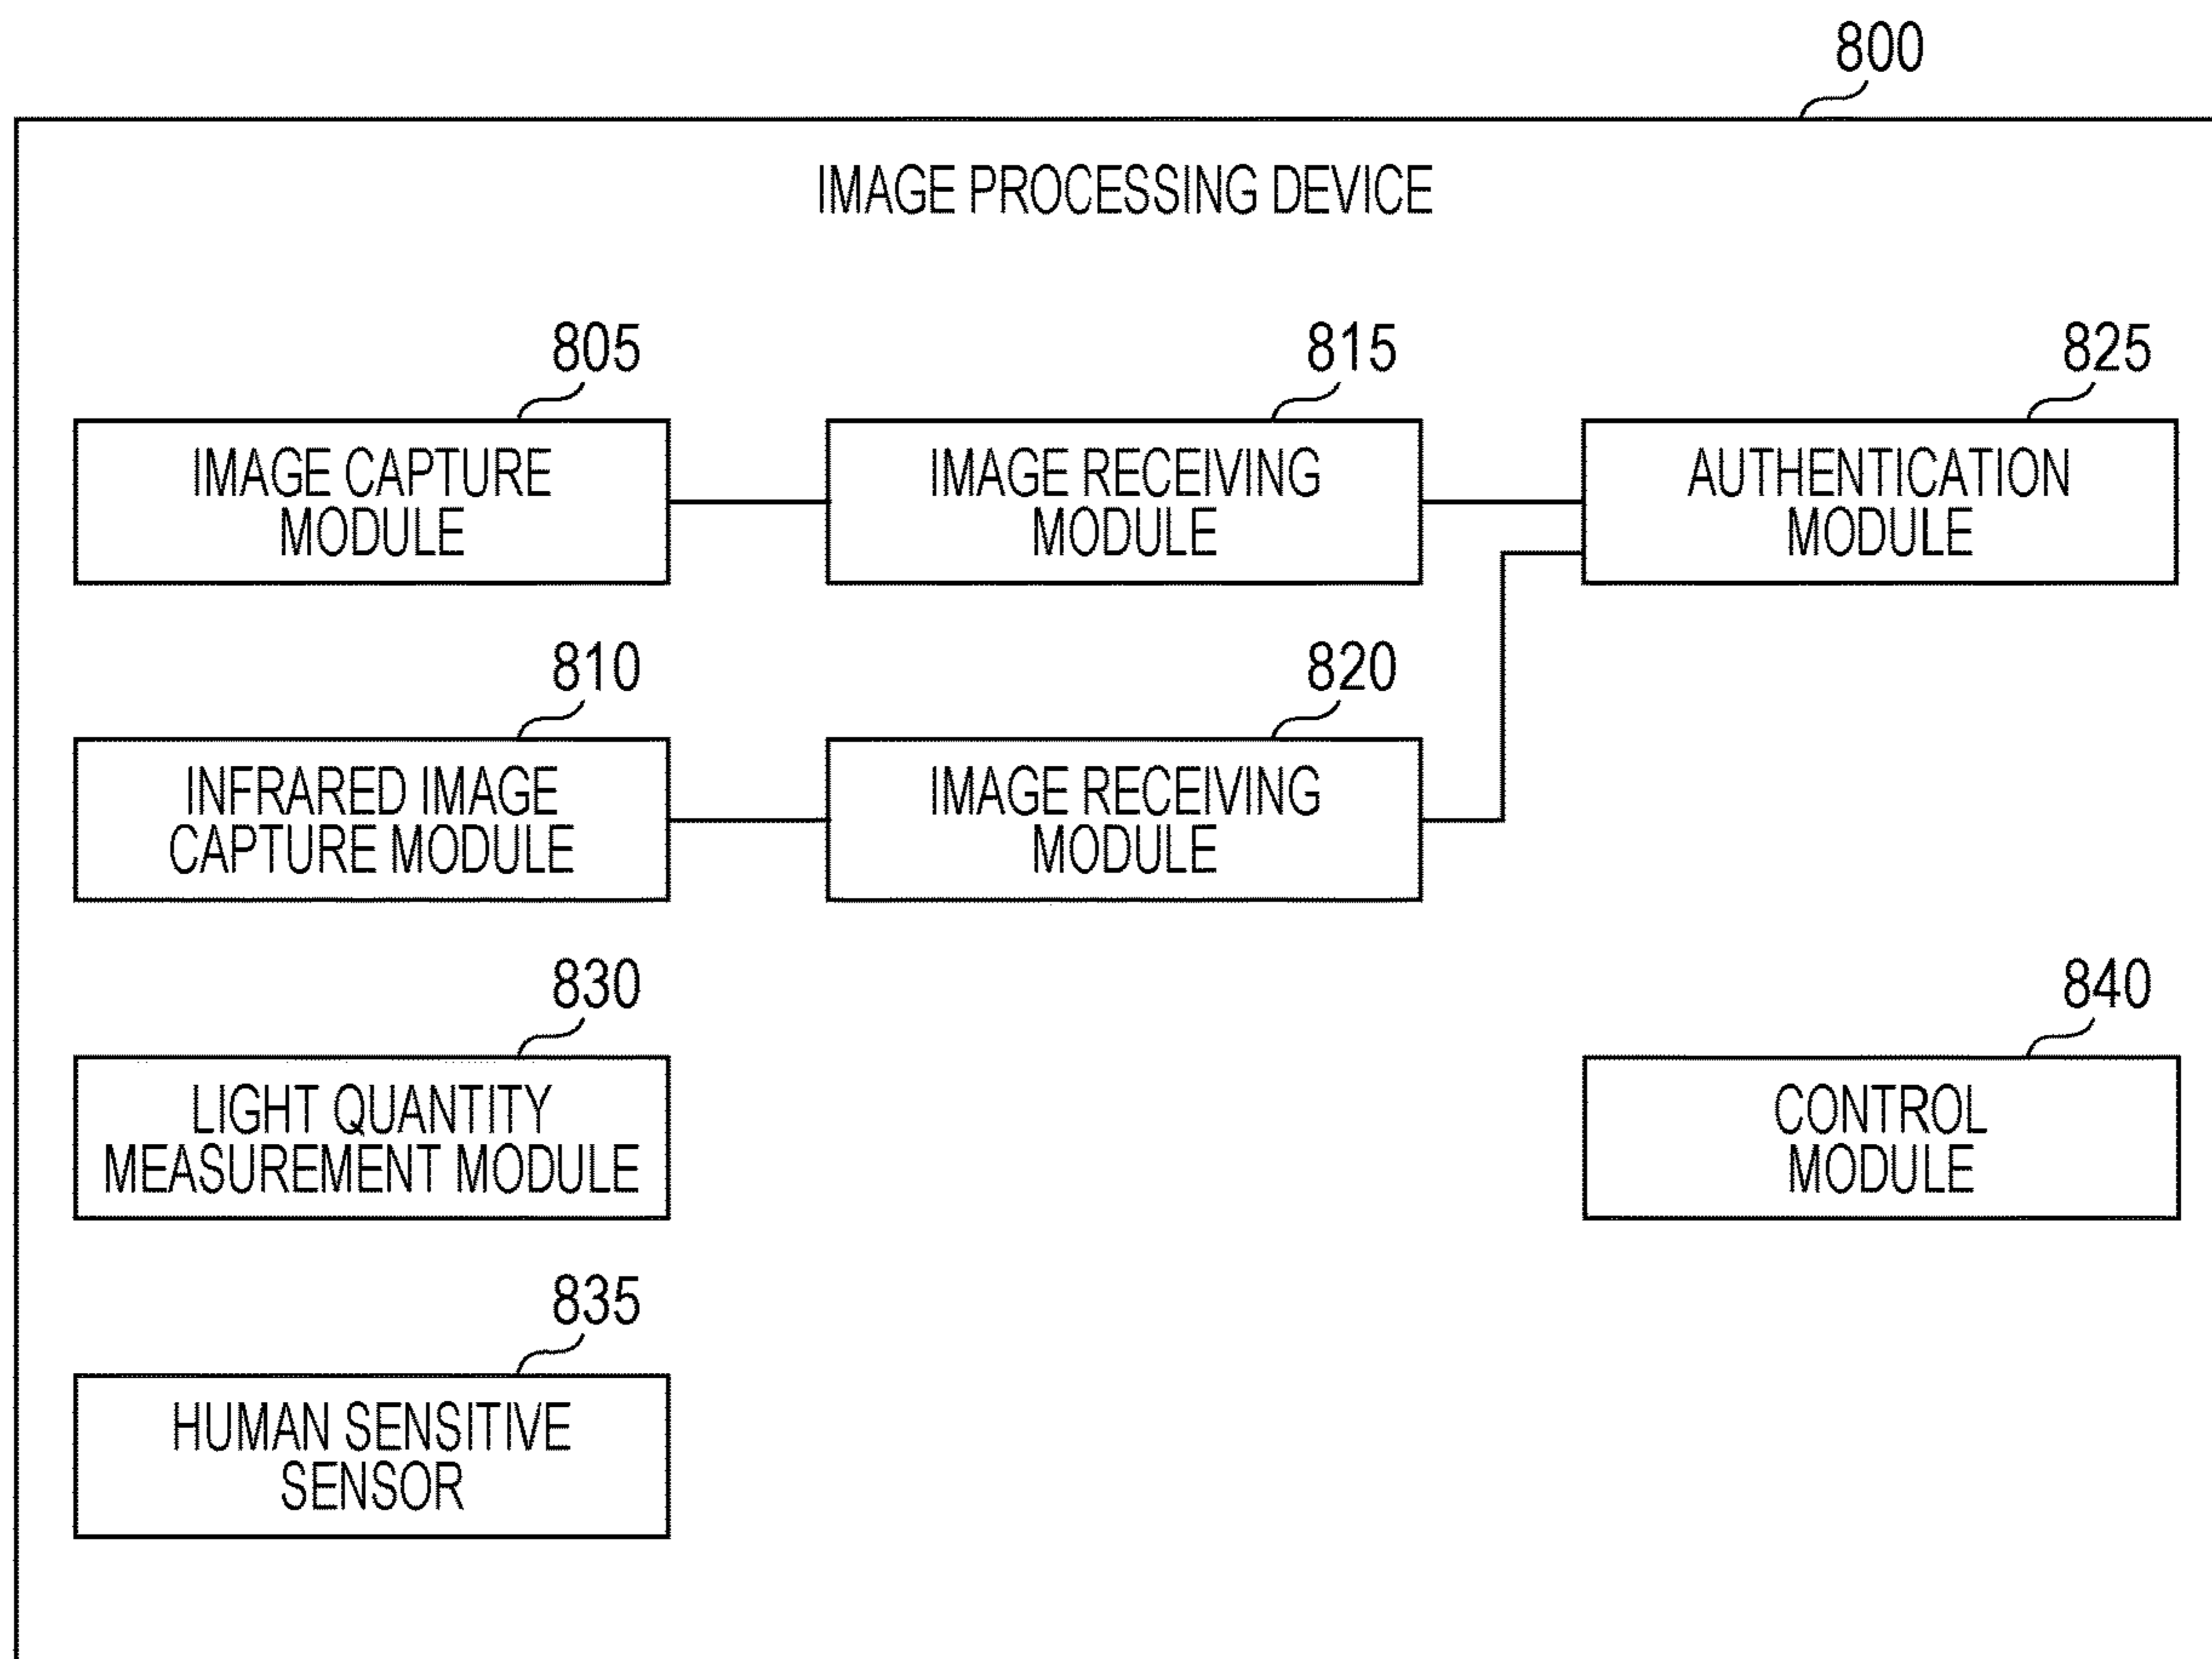 800
IMAGE PROCESSING DEVICE
805
815
825
IMAGE CAPTURE
MODULE
IMAGE RECEIVING
MODULE
AUTHENTICATION
MODULE
810
820
INFRARED IMAGE
CAPTURE MODULE
IMAGE RECEIVING
MODULE
830
840
LIGHT QUANTITY
MEASUREMENT MODULE
CONTROL
MODULE
835
HUMAN SENSITIVE
SENSOR